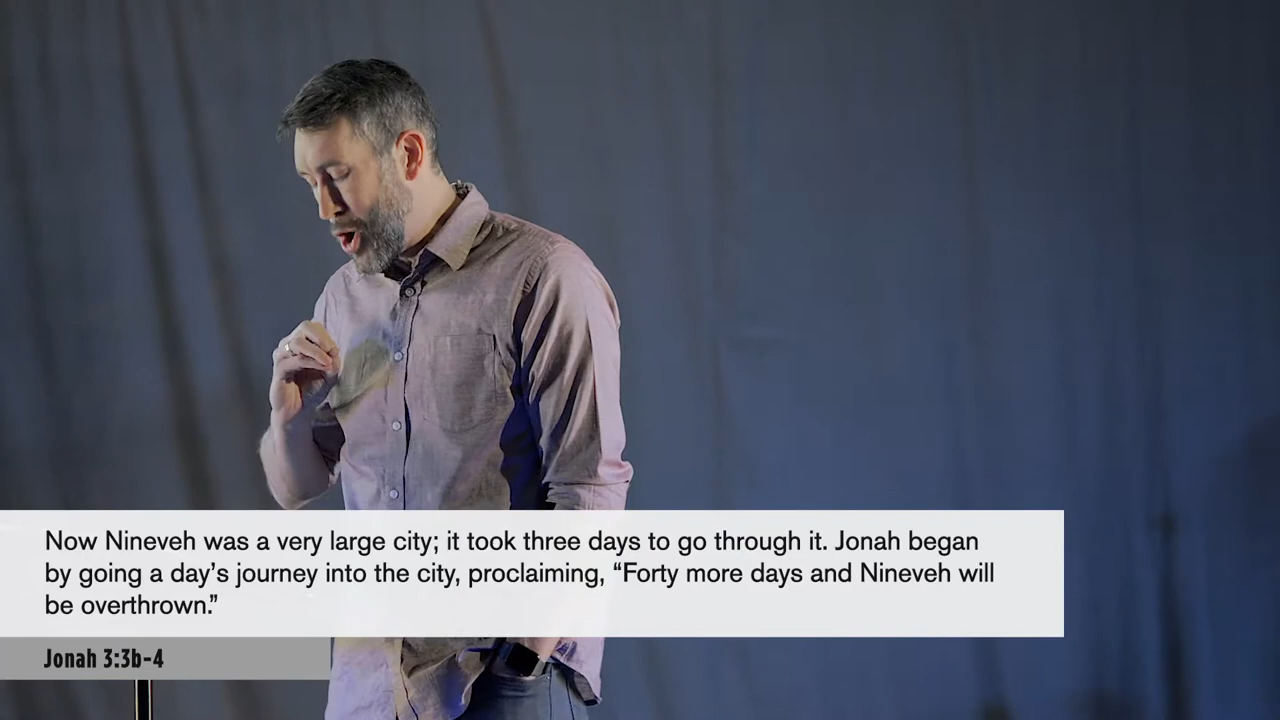 Now Nineveh was a very large city; it took three days to go through it. Jonah began
by going a day’s journey into the city, proclaiming, “Forty more days and Nineveh will
be overthrown.”
Jonah 3:3b-4